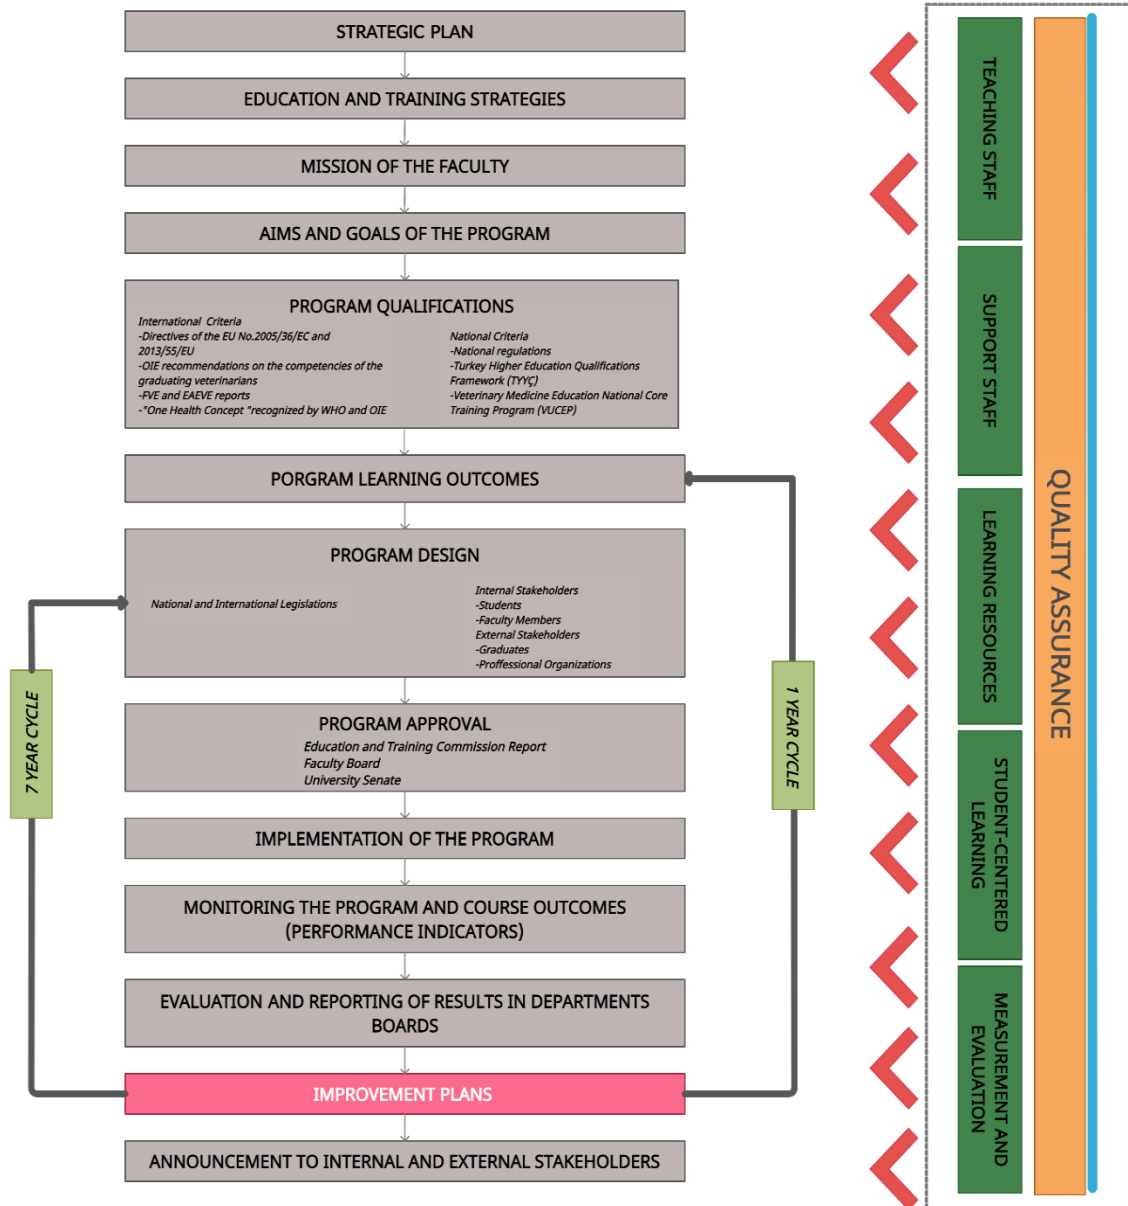 STRATEGIC PLAN
EDUCATION AND TRAINING STRATEGIES
MISSION OF THE FACULTY
AIMS AND GOALS OF THE PROGRAM
PROGRAM QUALIFICATIONS
International Criteria
-Directives of the EU No.2005/36/EC and
2013/55/EU
-OIE recommendations on the competencies of the
graduating veterinarians
-FVE and EAEVE reports
-"One Health Concept "recognized by WHO and OIE
National Criteria
-National regulations
-Turkey Higher Education Qualifications
Framework (TYYÇ)
-Veterinary Medicine Education National Core
Training Program (VUCEP)
PORGRAM LEARNING OUTCOMES
PROGRAM DESIGN
National and International Legislations
Internal Stakeholders
-Students
-Faculty Members
External Stakeholders
-Graduates
-Proffessional Organizations
PROGRAM APPROVAL
Education and Training Commission Report
Faculty Board
University Senate
IMPLEMENTATION OF THE PROGRAM
MONITORING THE PROGRAM AND COURSE OUTCOMES
(PERFORMANCE INDICATORS)
EVALUATION AND REPORTING OF RESULTS IN DEPARTMENTS
BOARDS
IMPROVEMENT PLANS
ANNOUNCEMENT TO INTERNAL AND EXTERNAL STAKEHOLDERS
7 YEAR CYCLE
1 YEAR CYCLE
TEACHING STAFF
SUPPORT STAFF
LEARNING RESOURCES
STUDENT-CENTERED
LEARNING
MEASUREMENT AND
EVALUATION
QUALITY ASSURANCE